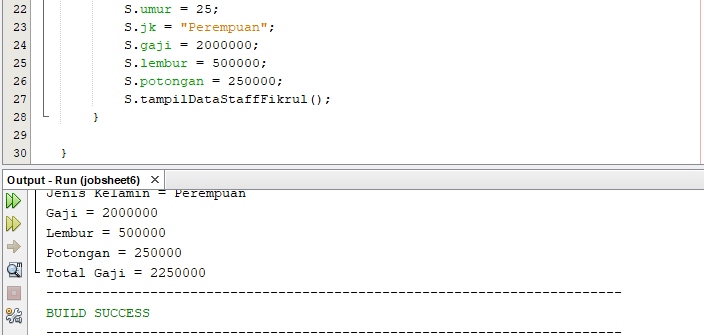 22 S.umur = 25;
23 S.jk = "Perempuan";
24 S.gaji = 2000000;
25 S.lembur = 500000;
26 S.potongan = 250000;
27 S.tampilDataStaffFikrul();
28 }
29
30 }
Output - Run (jobsheet6) ×
Jenis Kelamin = Perempuan
Gaji = 2000000
Lembur = 500000
Potongan = 250000
Total Gaji = 2250000
------------------------------------------------------------------------
BUILD SUCCESS
------------------------------------------------------------------------